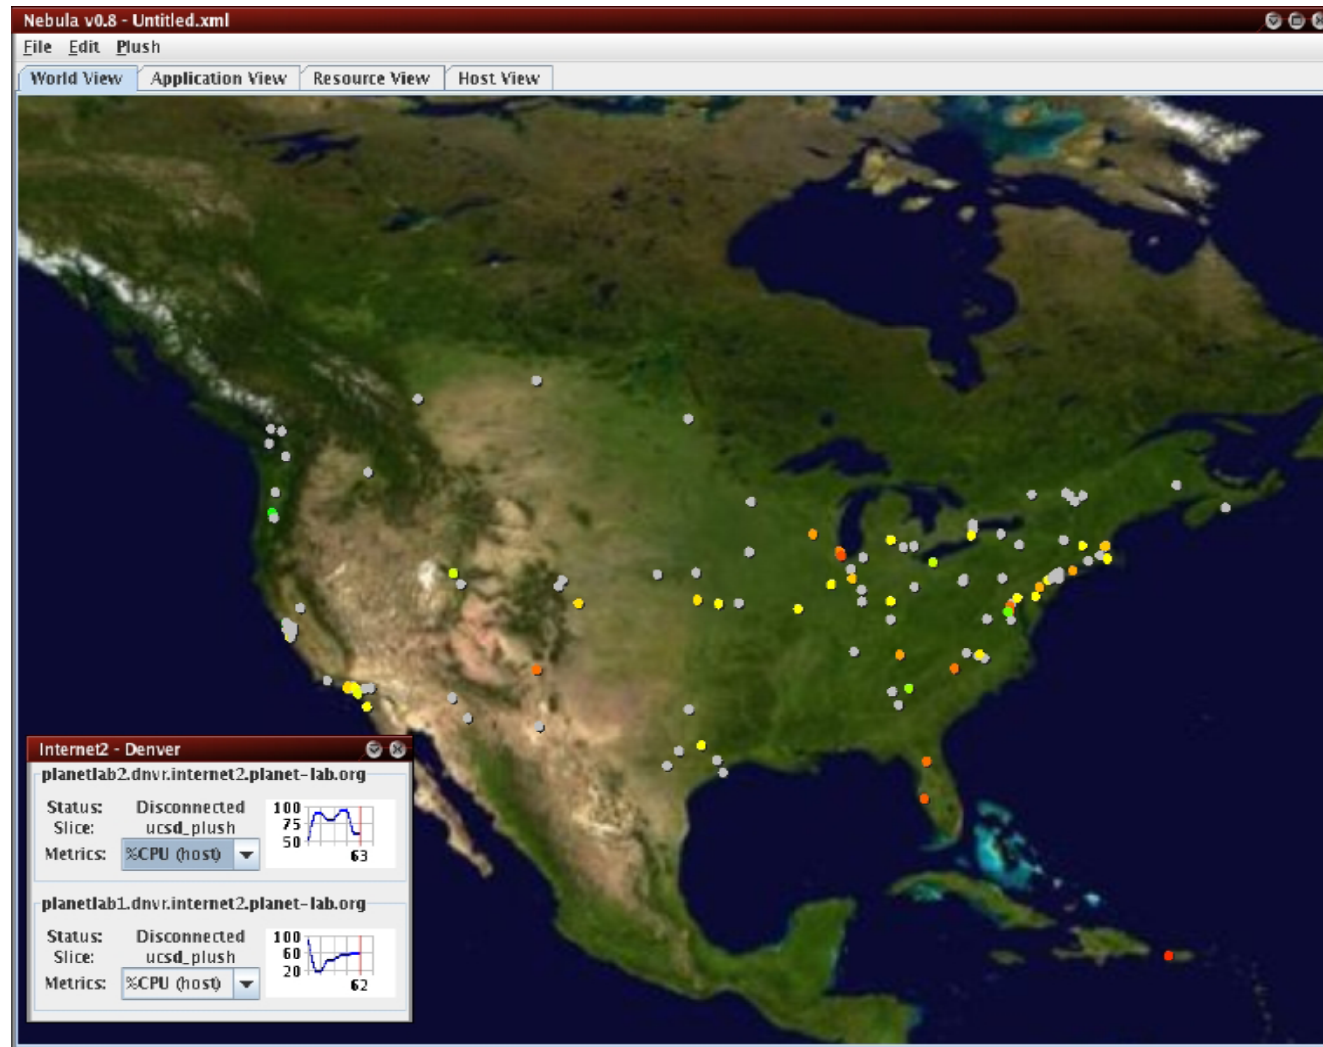 Nebula v0.8 - Untitled.xml
File Edit Plush
World View Application View Resource View Host View
Internet2 - Denver
planetlab2.dnvr.internet2.planet-lab.org
Status: Disconnected
Slice: ucsd_plush
Metrics: %CPU (host)
100
75
50
63
planetlab1.dnvr.internet2.planet-lab.org
Status: Disconnected
Slice: ucsd_plush
Metrics: %CPU (host)
100
60
20
62